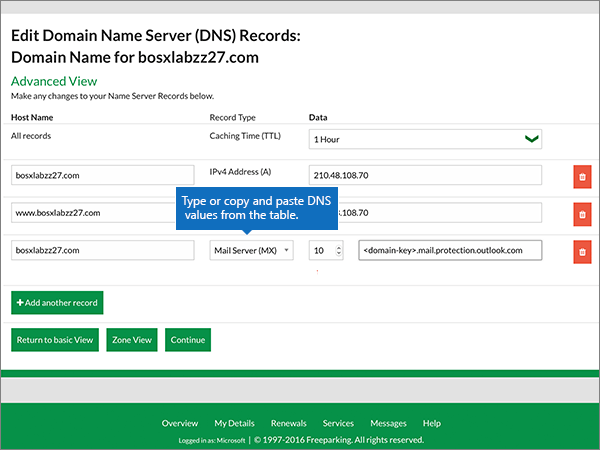 Edit Domain Name Server (DNS) Records:
Domain Name for bosxlabzz27.com
Advanced View
Make any changes to your Name Server Records below.
Host Name Record Type Data
All records Caching Time (TTL) 1 Hour
bosxlabzz27.com IPv4 Address (A) 210.48.108.70
Type or copy and paste DNS
values from the table.
www.bosxlabzz27.com 8.108.70
bosxlabzz27.com Mail Server (MX) 10 <domain-key>.mail.protection.outlook.com
+ Add another record
Return to basic View Zone View Continue
Overview My Details Renewals Services Messages Help
Logged in as: Microsoft | © 1997-2016 Freeparking. All rights reserved.